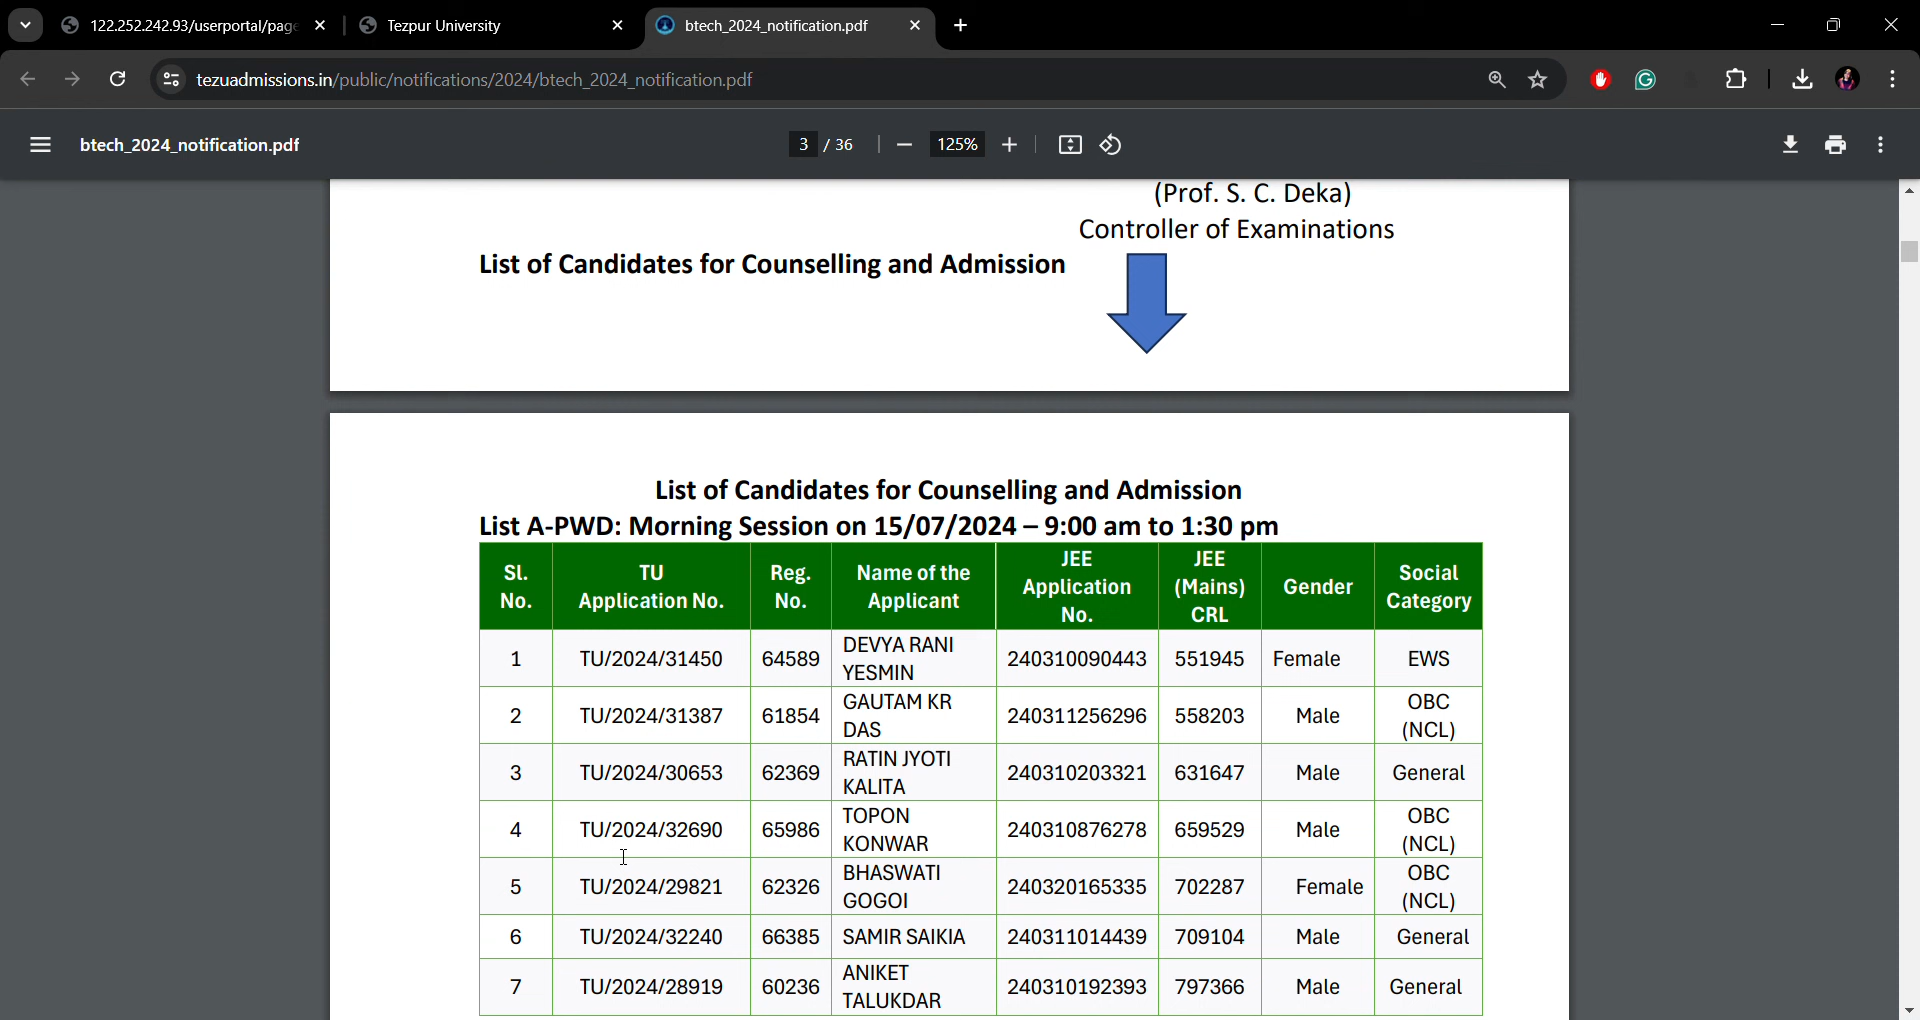 122.252.242.93/userportal/page
Tezpur University
btech_2024_notification.pdf
tezuadmissions.in/public/notifications/2024/btech_2024_notification.pdf
btech_2024_notification.pdf
3 / 36
125%
(Prof. S. C. Deka)
Controller of Examinations
List of Candidates for Counselling and Admission
List of Candidates for Counselling and Admission
List A-PWD: Morning Session on 15/07/2024 – 9:00 am to 1:30 pm
Sl. No. TU Application No. Reg. No. Name of the Applicant JEE Application No. JEE (Mains) CRL Gender Social Category
1 TU/2024/31450 64589 DEVYA RANI YESMIN 240310090443 551945 Female EWS
2 TU/2024/31387 61854 GAUTAM KR DAS 240311256296 558203 Male OBC (NCL)
3 TU/2024/30653 62369 RATIN JYOTI KALITA 240310203321 631647 Male General
4 TU/2024/32690 65986 TOPON KONWAR 240310876278 659529 Male OBC (NCL)
5 TU/2024/29821 62326 BHASWATI GOGOI 240320165335 702287 Female OBC (NCL)
6 TU/2024/32240 66385 SAMIR SAIKIA 240311014439 709104 Male General
7 TU/2024/28919 60236 ANIKET TALUKDAR 240310192393 797366 Male General